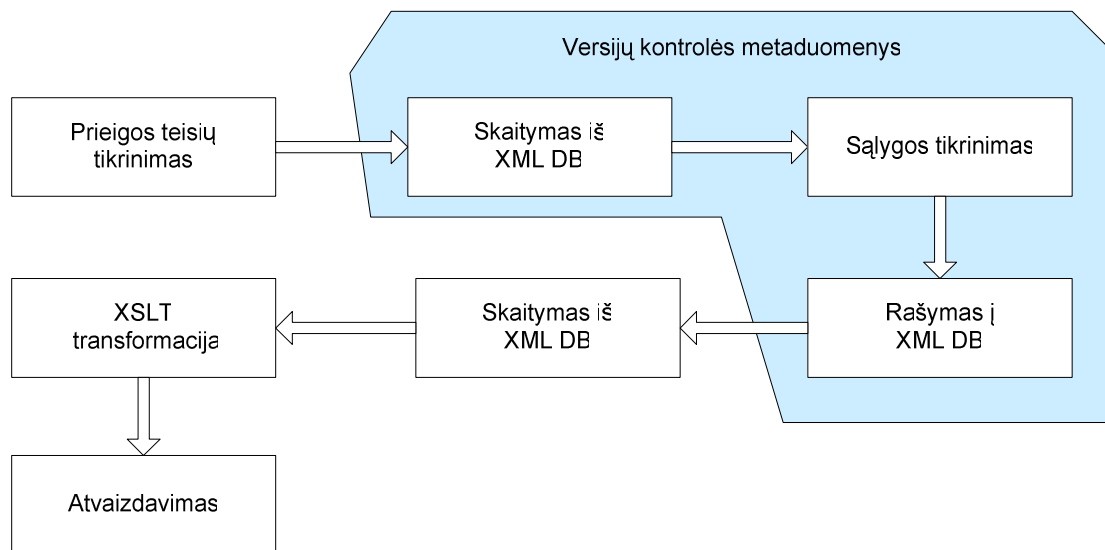 Versijų kontrolės metaduomenys
Prieigos teisių
tikrinimas
Skaitymas iš
XML DB
Sąlygos tikrinimas
XSLT
transformacija
Skaitymas iš
XML DB
Rašymas į
XML DB
Atvaizdavimas